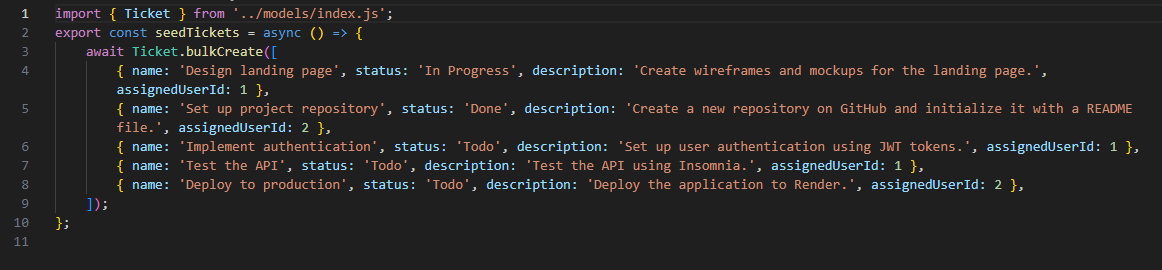 1 import { Ticket } from '../models/index.js';
2 export const seedTickets = async () => {
3 await Ticket.bulkCreate([
4 { name: 'Design landing page', status: 'In Progress', description: 'Create wireframes and mockups for the landing page.',
assignedUserId: 1 },
5 { name: 'Set up project repository', status: 'Done', description: 'Create a new repository on GitHub and initialize it with a README
file.', assignedUserId: 2 },
6 { name: 'Implement authentication', status: 'Todo', description: 'Set up user authentication using JWT tokens.', assignedUserId: 1 },
7 { name: 'Test the API', status: 'Todo', description: 'Test the API using Insomnia.', assignedUserId: 1 },
8 { name: 'Deploy to production', status: 'Todo', description: 'Deploy the application to Render.', assignedUserId: 2 },
9 ]);
10 };
11